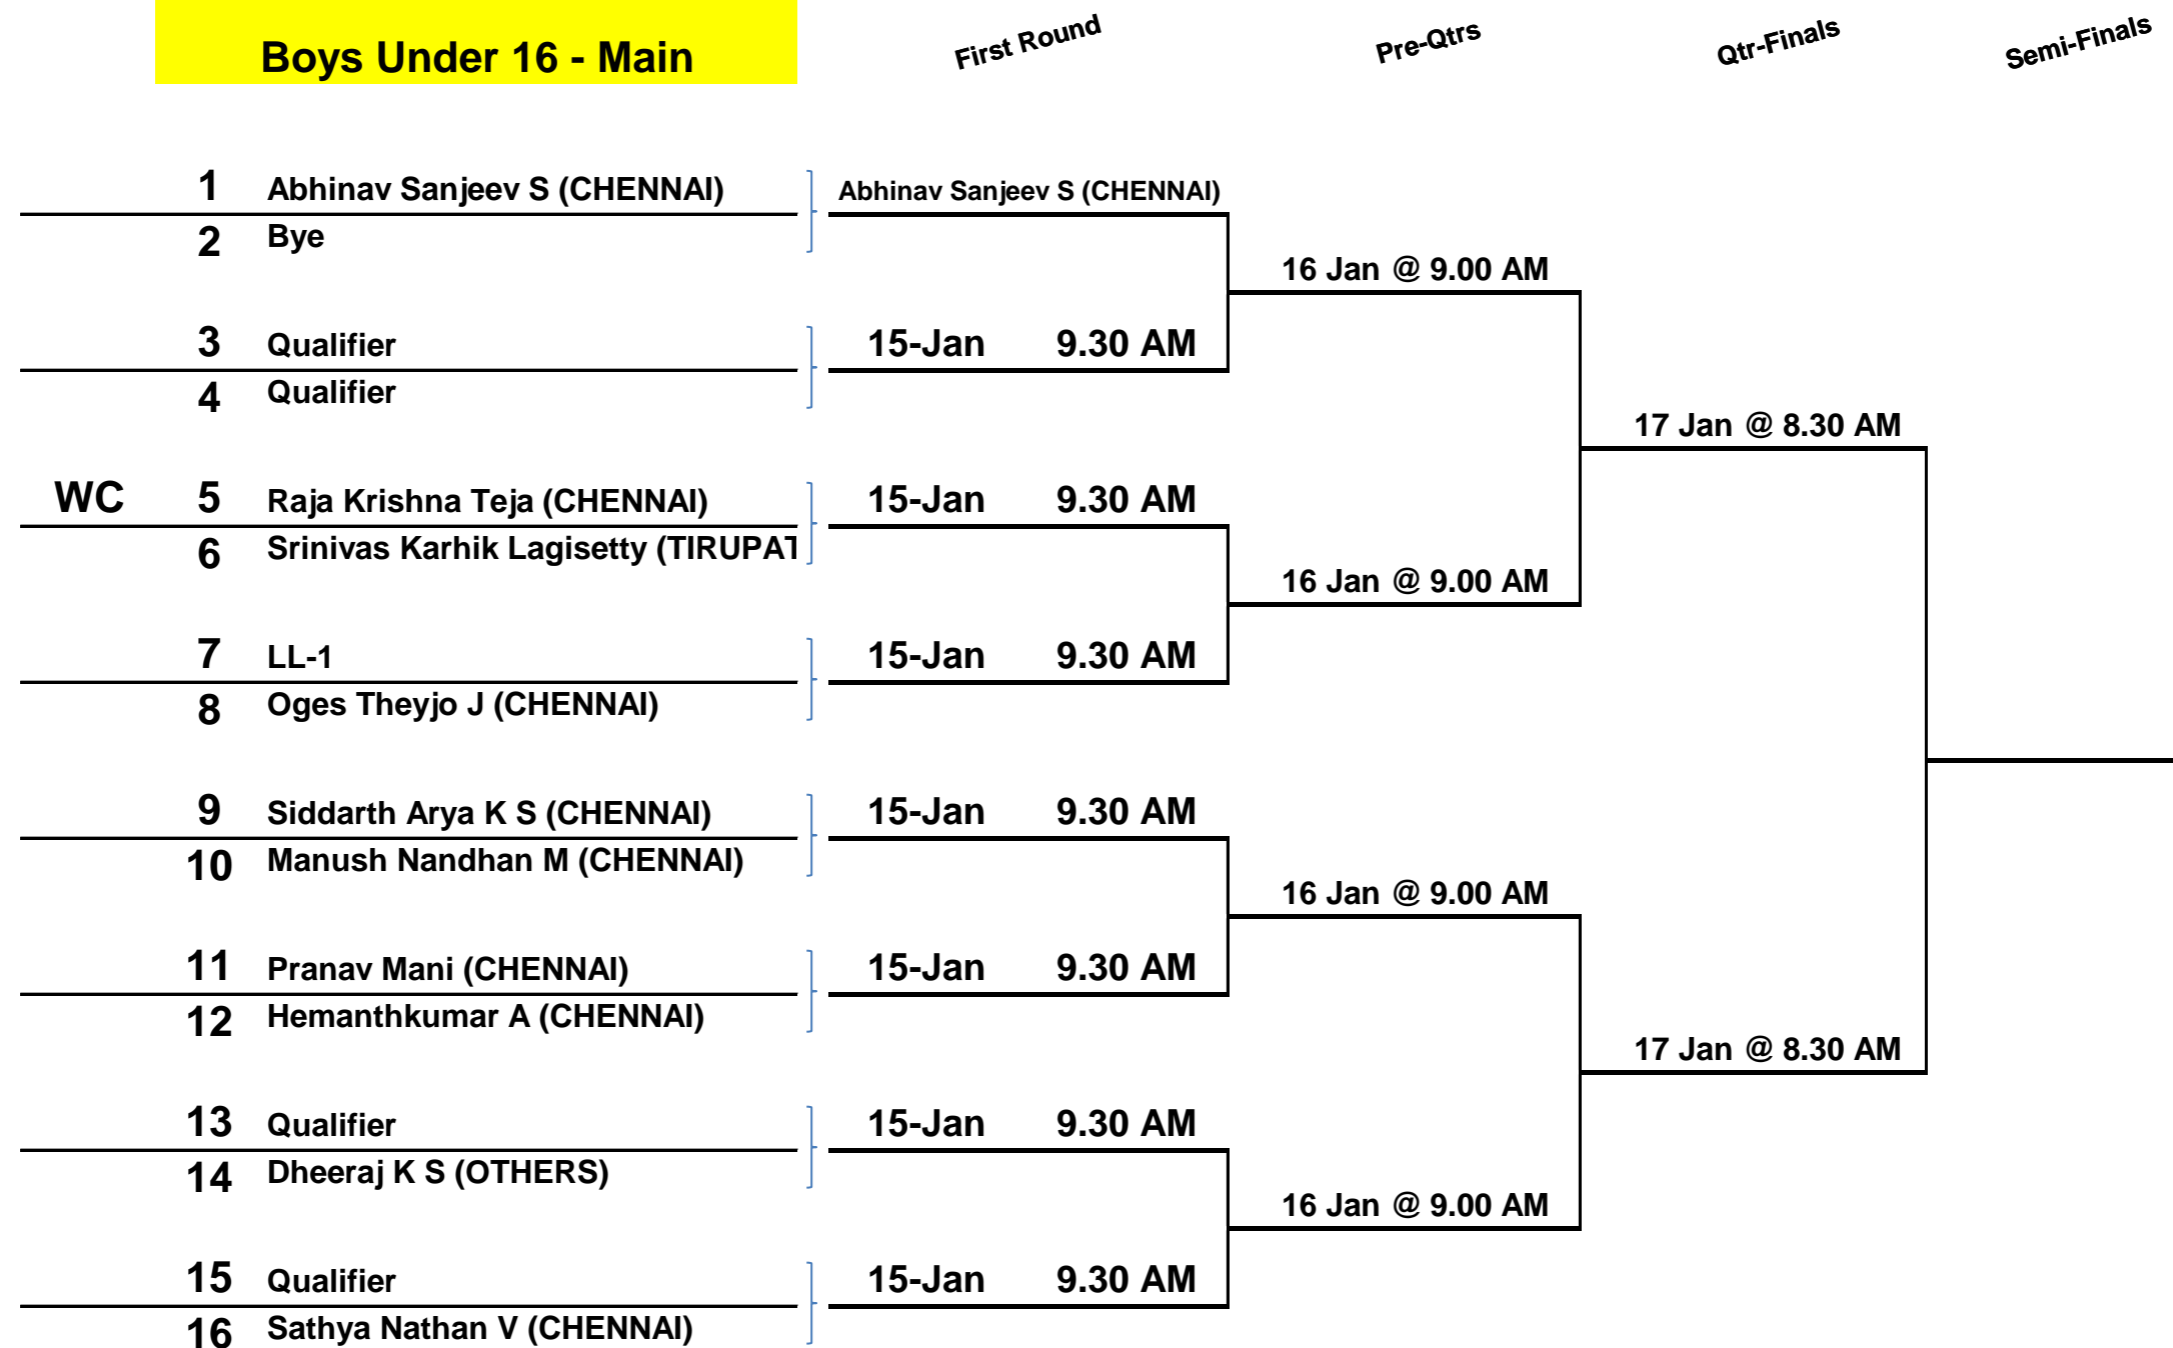 Boys Under 16 - Main First Round Pre-Qtrs Qtr-Finals Semi-Finals
1 Abhinav Sanjeev S (CHENNAI) Abhinav Sanjeev S (CHENNAI)
2 Bye
16 Jan @ 9.00 AM
3 Qualifier 15-Jan 9.30 AM
4 Qualifier
17 Jan @ 8.30 AM
WC 5 Raja Krishna Teja (CHENNAI) 15-Jan 9.30 AM
6 Srinivas Karhik Lagisetty (TIRUPAT
16 Jan @ 9.00 AM
7 LL-1 15-Jan 9.30 AM
8 Oges Theyjo J (CHENNAI)
9 Siddarth Arya K S (CHENNAI) 15-Jan 9.30 AM
10 Manush Nandhan M (CHENNAI)
16 Jan @ 9.00 AM
11 Pranav Mani (CHENNAI) 15-Jan 9.30 AM
12 Hemanthkumar A (CHENNAI)
17 Jan @ 8.30 AM
13 Qualifier 15-Jan 9.30 AM
14 Dheeraj K S (OTHERS)
16 Jan @ 9.00 AM
15 Qualifier 15-Jan 9.30 AM
16 Sathya Nathan V (CHENNAI)